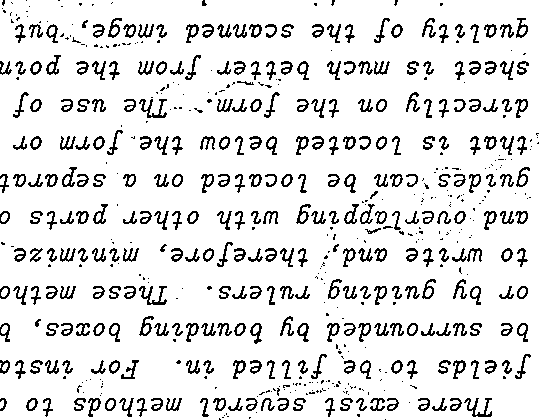 There exist several methods to d
fields to be filled in. For insta
be surrounded by bounding boxes, b
or by guiding rulers. These metho
to write and, therefore, minimize
and overlapping with other parts o
guides can be located on a separat
that is located below the form or
directly on the form. The use of
sheet is much better from the poin
quality of the scanned image, but